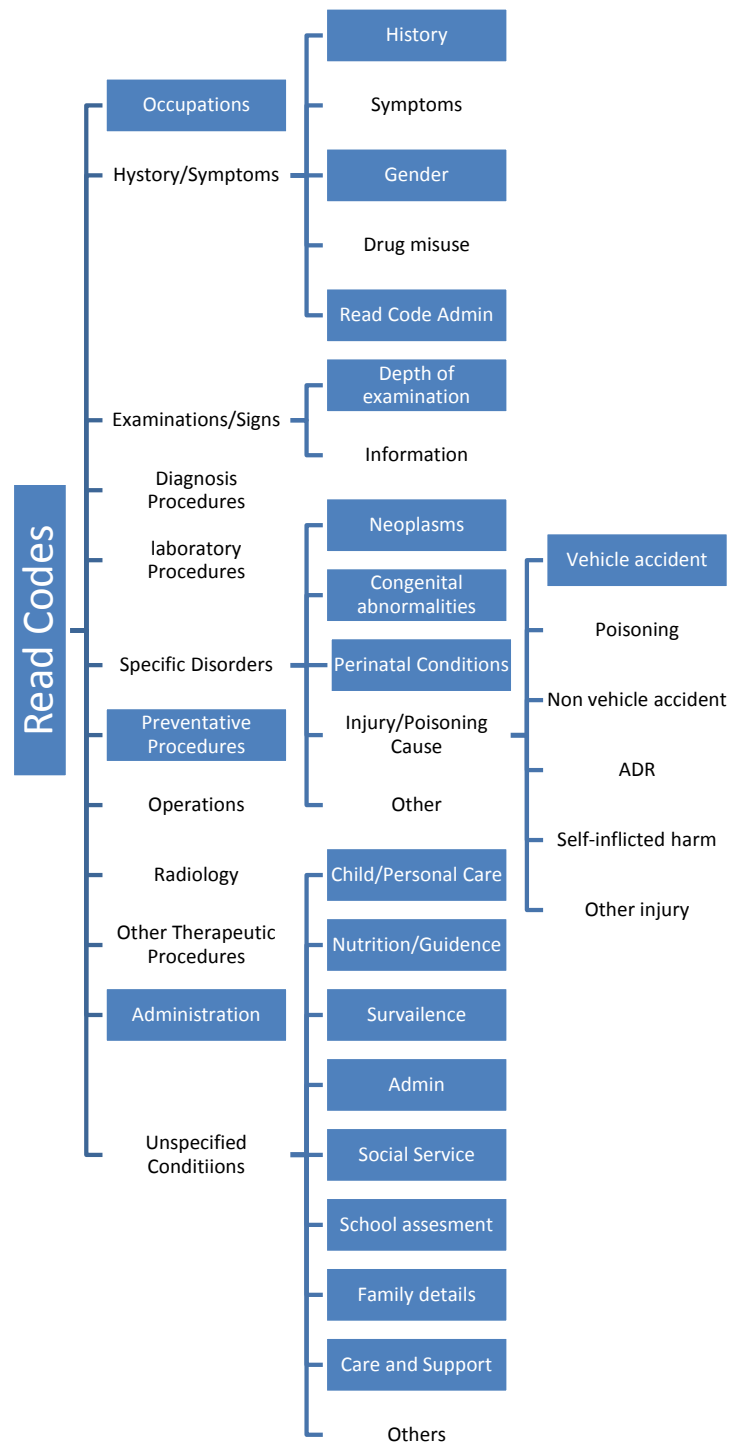 Read Codes
Occupations
Hystory/Symptoms
History
Symptoms
Gender
Drug misuse
Read Code Admin
Examinations/Signs
Depth of
examination
Information
Diagnosis
Procedures
laboratory
Procedures
Specific Disorders
Neoplasms
Congenital
abnormalities
Perinatal Conditions
Injury/Poisoning
Cause
Vehicle accident
Poisoning
Non vehicle accident
ADR
Self-inflicted harm
Other injury
Other
Preventative
Procedures
Operations
Radiology
Other Therapeutic
Procedures
Administration
Unspecified
Conditiions
Child/Personal Care
Nutrition/Guidence
Survailence
Admin
Social Service
School assesment
Family details
Care and Support
Others